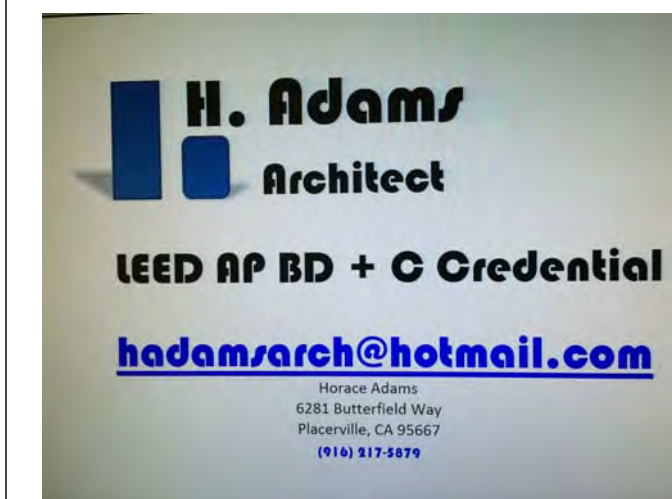 H. Adams
Architect
LEED AP BD + C Credential
hadamsarch@hotmail.com
Horace Adams
6281 Butterfield Way
Placerville, CA 95667
(916) 217-5879